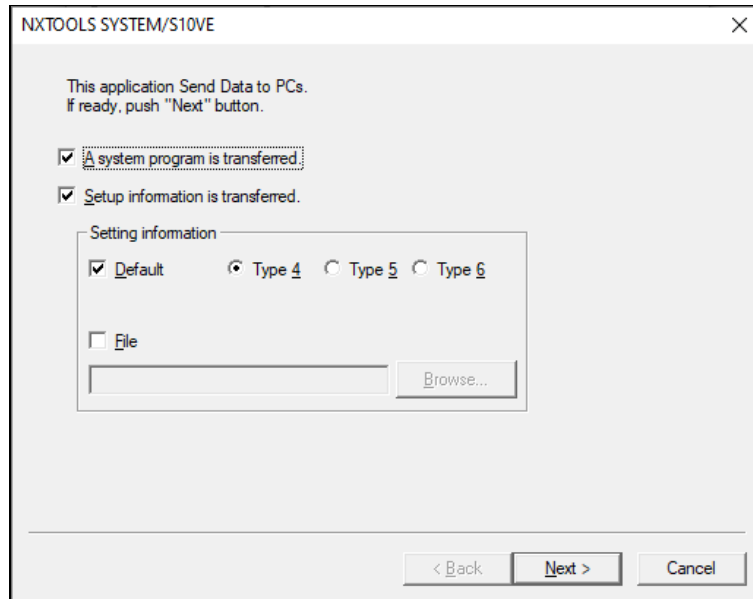 NXTOOLS SYSTEM/S10VE
This application Send Data to PCs.
If ready, push "Next" button.
A system program is transferred.
Setup information is transferred.
Setting information
Default Type 4 Type 5 Type 6
File
Browse...
< Back Next > Cancel